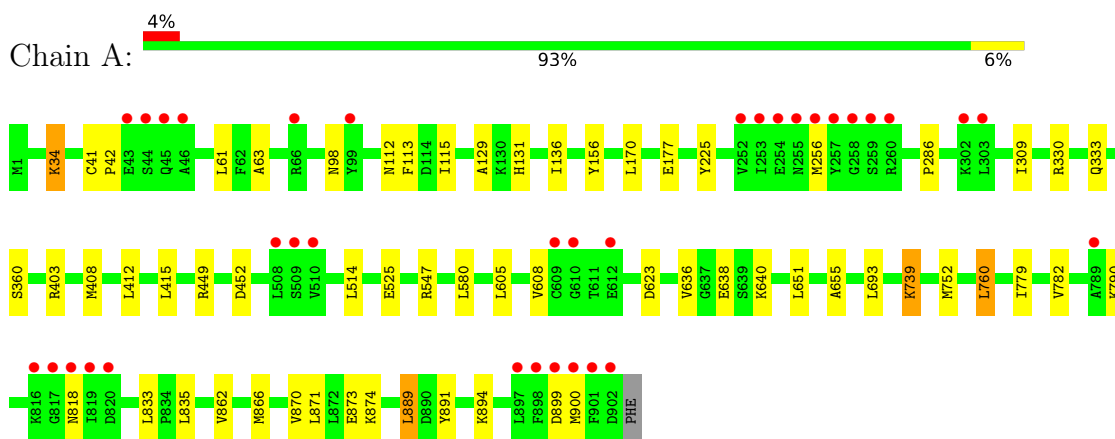 4%
Chain A:
93% 6%
M1 K34 C41 P42 E43 S44 Q45 A46 L61 F62 A63 R66 N98 Y99 N112 F113 D114 I115 A129 K130 H131 I136 Y156 L170 E177 Y225 V252 I253 E254 N255 M256 Y257 G258 S259 R260 P286 K302 L303 I309 R330 Q333
S360 R403 M408 L412 L415 R449 D452 L508 S509 V510 L514 E525 R547 L580 L605 V608 C609 G610 T611 E612 D623 V636 G637 E638 S639 K640 L651 A655 L693 K739 M752 L760 I779 V782 A789 K790
K816 G817 N818 I819 D820 L833 P834 L835 V862 M866 V870 L871 L872 E873 K874 L889 D890 Y891 K894 L897 F898 D899 M900 F901 D902 PHE